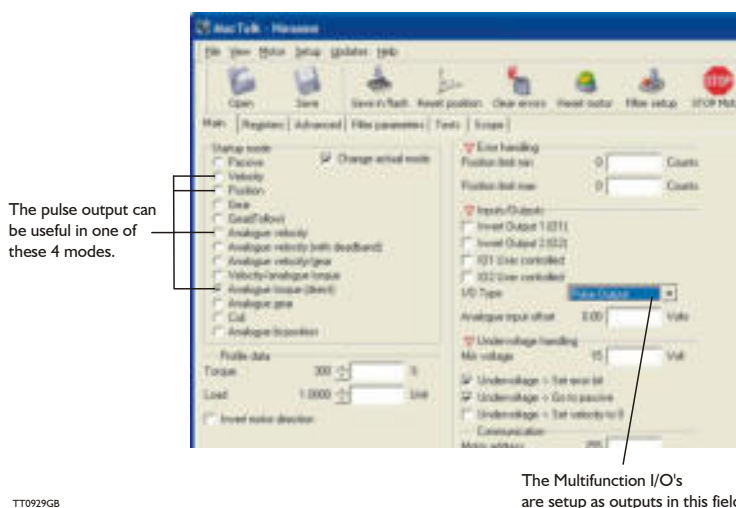 MacTalk - Noname
File View Motor Setup Updates Help
Open Save Save in flash Reset position Clear errors Reset motor Filter setup STOP Mot
STOP
Main Registers Advanced Filter parameters Tests Scope
Startup mode
Change actual mode
Passive
Velocity
Position
Gear
Analogue velocity
Analogue velocity (with deadband)
Analogue velocity/gear
Velocity/analogue torque
Analogue torque (direct)
Analogue gear
Coil
Analogue to position
Profile data
Torque 300 %
Load 1.0000
Invert motor direction
Error handling
Position limit min 0 Counts
Position limit max 0 Counts
Inputs/Outputs
Invert Output 1 (O1)
Invert Output 2 (O2)
IO1 User controlled
IO2 User controlled
I/O Type Pulse Output
Analogue input offset 0.00 Volts
Undervoltage handling
Min voltage 15 Volt
Undervoltage > Set error bit
Undervoltage > Go to passive
Undervoltage > Set velocity to 0
Communication
Motor address 255
The pulse output can
be useful in one of
these 4 modes.
The Multifunction I/O's
are setup as outputs in this field
TT0929GB